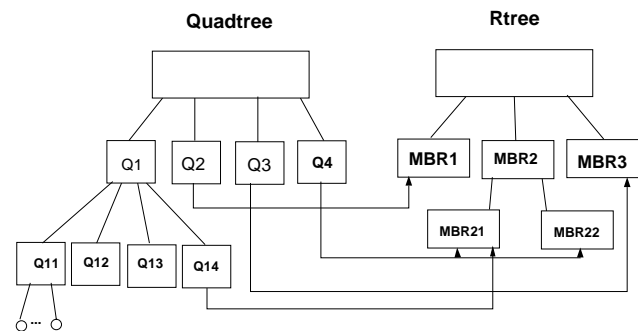 Quadtree Rtree
Q1 Q2 Q3 Q4 MBR1 MBR2 MBR3
MBR21 MBR22
Q11 Q12 Q13 Q14
...